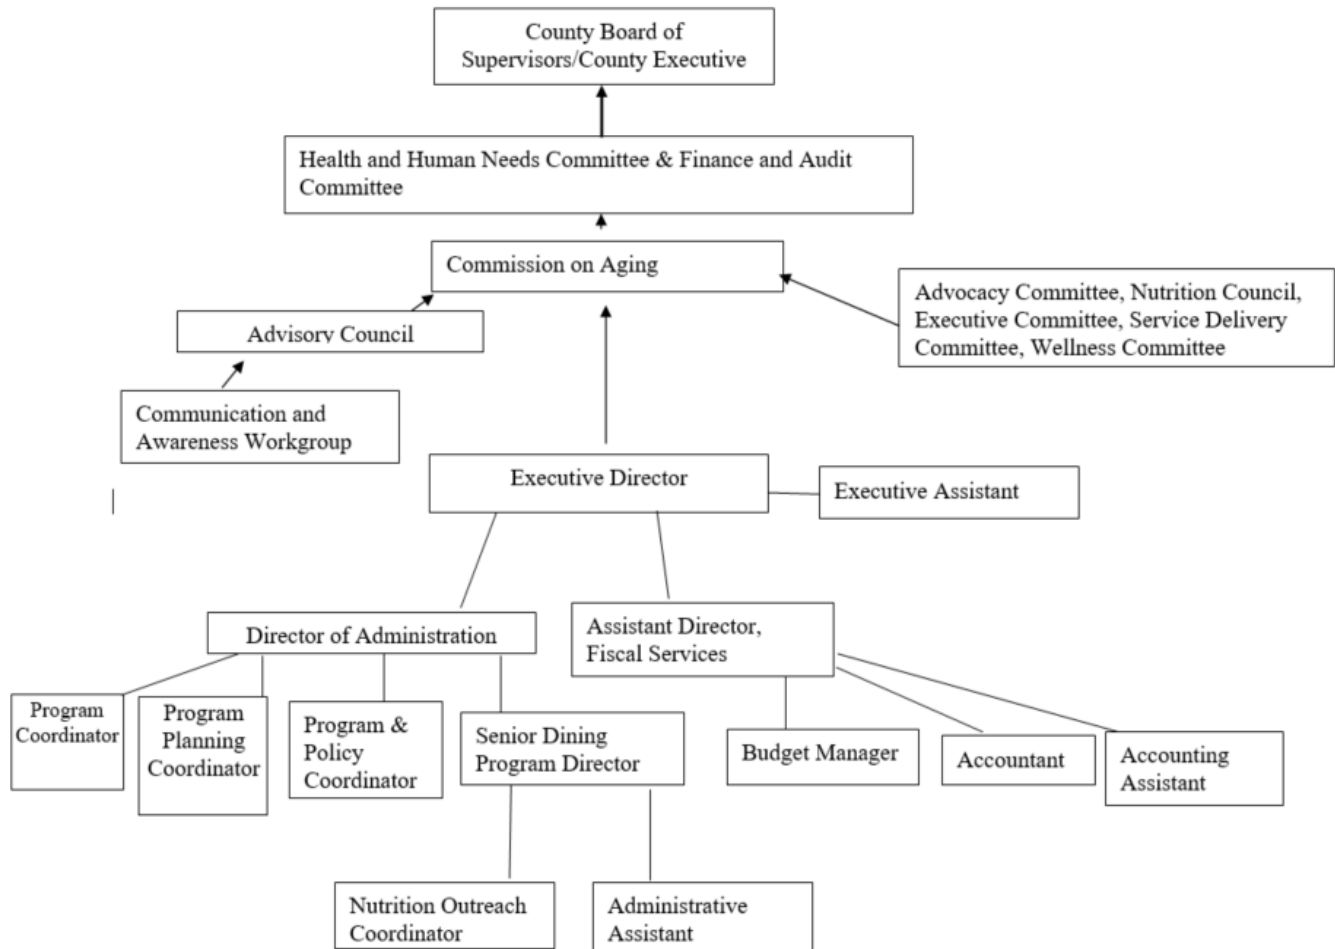 County Board of
Supervisors/County Executive
Health and Human Needs Committee & Finance and Audit
Committee
Commission on Aging
Advocacy Committee, Nutrition Council,
Executive Committee, Service Delivery
Committee, Wellness Committee
Advisory Council
Communication and
Awareness Workgroup
Executive Director
Executive Assistant
Director of Administration
Assistant Director,
Fiscal Services
Program
Coordinator
Program
Planning
Coordinator
Program &
Policy
Coordinator
Senior Dining
Program Director
Budget Manager
Accountant
Accounting
Assistant
Nutrition Outreach
Coordinator
Administrative
Assistant